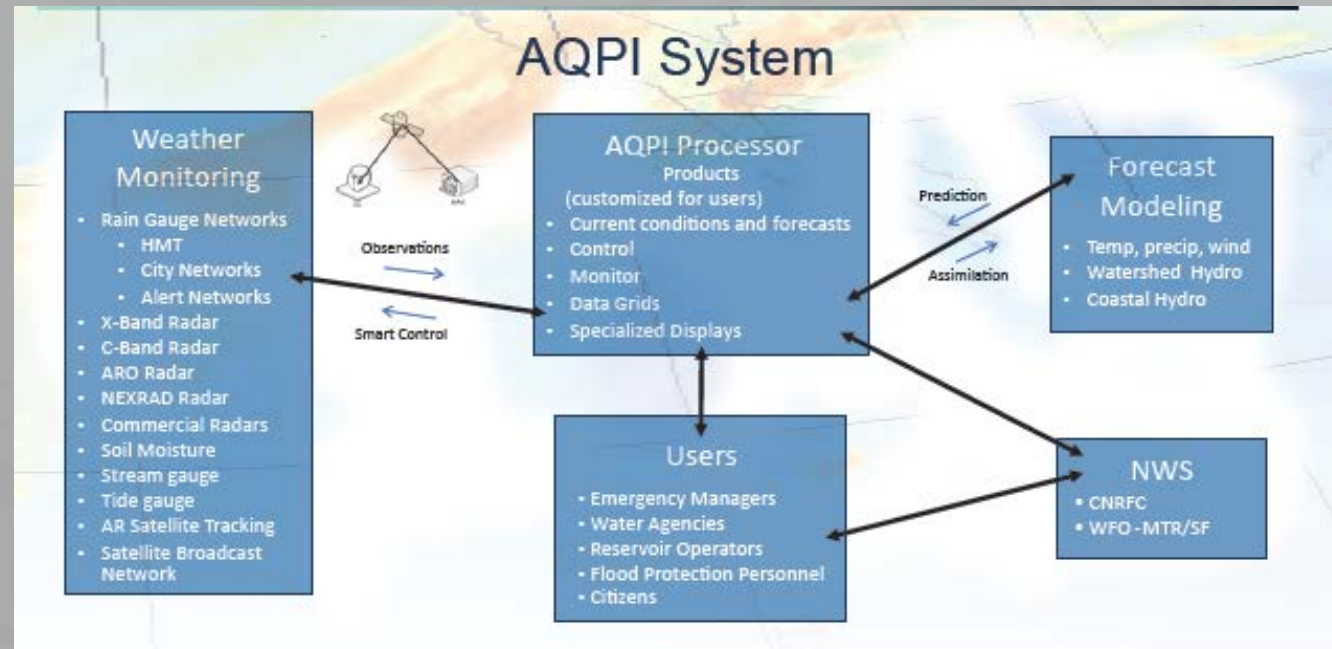 AQPI System
Weather
Monitoring
• Rain Gauge Networks
• HMT
• City Networks
• Alert Networks
• X-Band Radar
• C-Band Radar
• ARO Radar
• NEXRAD Radar
• Commercial Radars
• Soil Moisture
• Stream gauge
• Tide gauge
• AR Satellite Tracking
• Satellite Broadcast
Network
Observations
Smart Control
AQPI Processor
Products
(customized for users)
• Current conditions and forecasts
• Control
• Monitor
• Data Grids
• Specialized Displays
Prediction
Assimilation
Forecast
Modeling
• Temp, precip, wind
• Watershed Hydro
• Coastal Hydro
Users
• Emergency Managers
• Water Agencies
• Reservoir Operators
• Flood Protection Personnel
• Citizens
NWS
• CNRFC
• WFO - MTR/SF